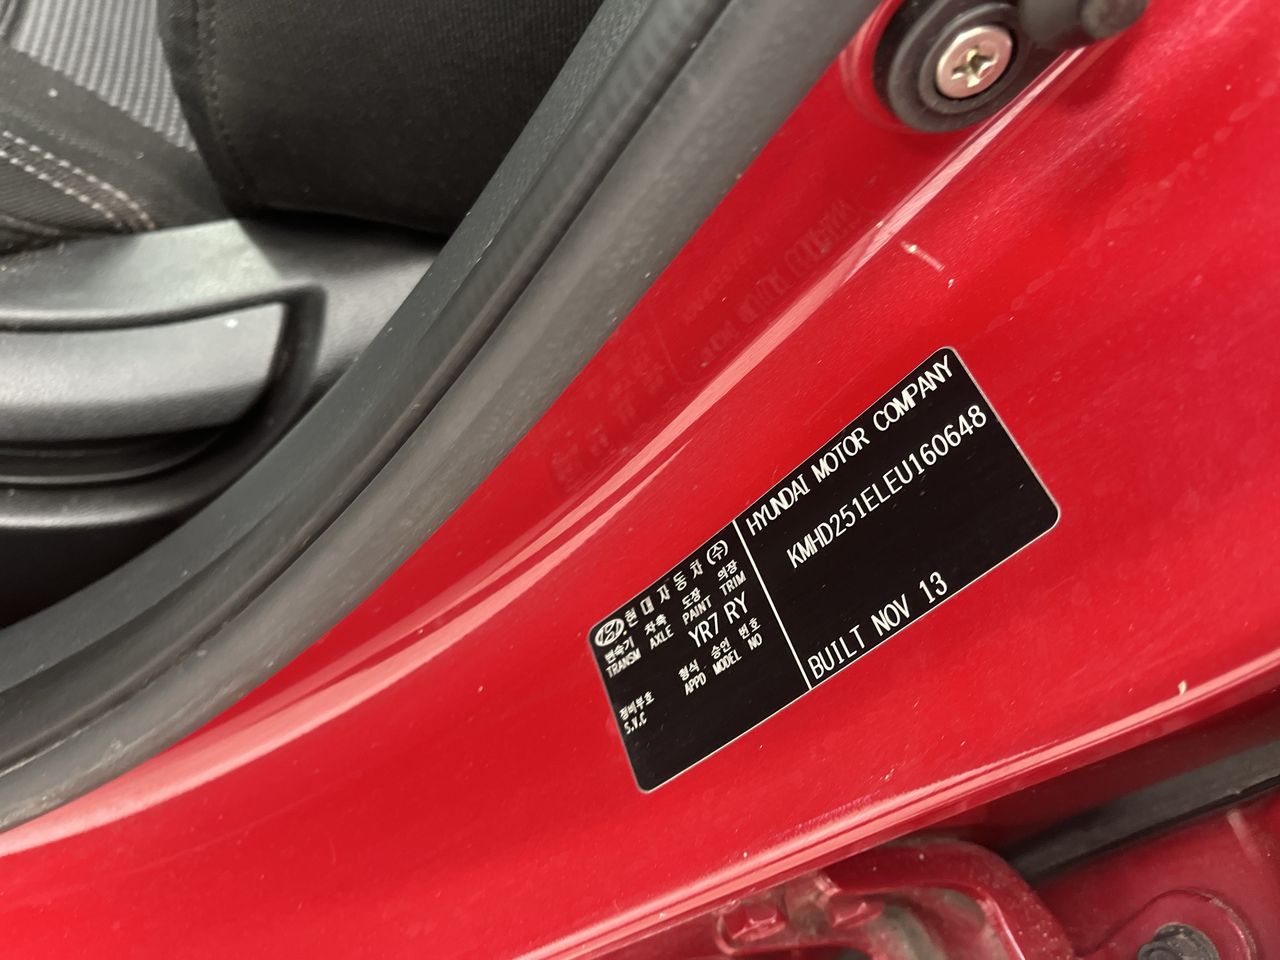 현대자동차(주)
변속기 차축 도장 의장
TRANSM AXLE PAINT TRIM
YR7 RY
형식 승인 번호
APPD MODEL NO
정비부호
S.V.C
HYUNDAI MOTOR COMPANY
KMHD251ELEU160648
BUILT NOV 13